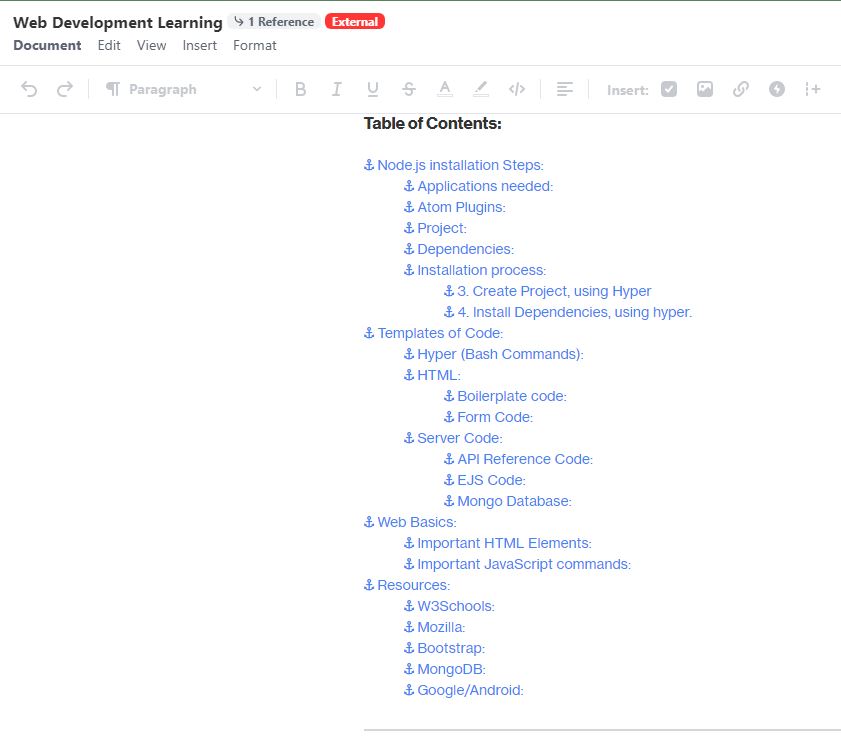 Web Development Learning 1 Reference External
Document Edit View Insert Format
Paragraph B I U S A </> Insert:
Table of Contents:
Node.js installation Steps:
Applications needed:
Atom Plugins:
Project:
Dependencies:
Installation process:
3. Create Project, using Hyper
4. Install Dependencies, using hyper.
Templates of Code:
Hyper (Bash Commands):
HTML:
Boilerplate code:
Form Code:
Server Code:
API Reference Code:
EJS Code:
Mongo Database:
Web Basics:
Important HTML Elements:
Important JavaScript commands:
Resources:
W3Schools:
Mozilla:
Bootstrap:
MongoDB:
Google/Android: